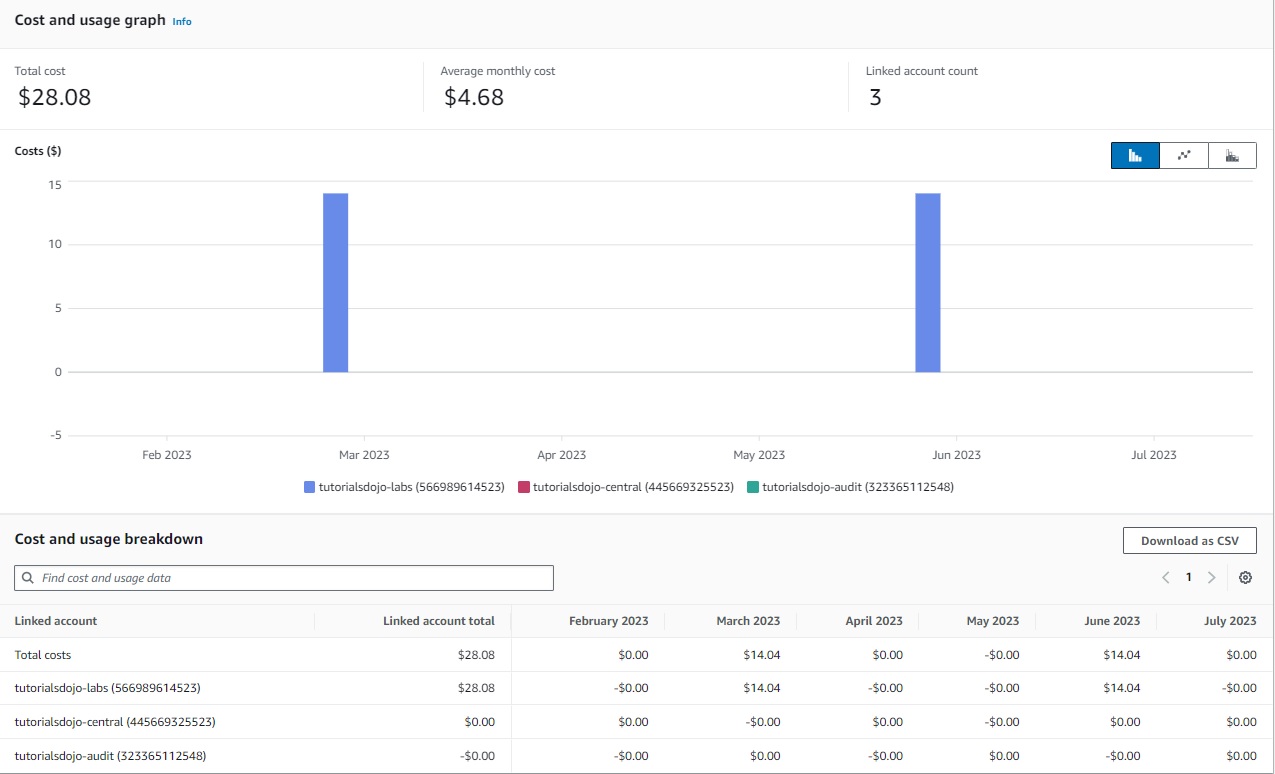 Cost and usage graph Info
Total cost Average monthly cost Linked account count
$28.08 $4.68 3
Costs ($)
15
10
5
0
-5
Feb 2023 Mar 2023 Apr 2023 May 2023 Jun 2023 Jul 2023
tutorialsdojo-labs (566989614523) tutorialsdojo-central (445669325523) tutorialsdojo-audit (323365112548)
Cost and usage breakdown Download as CSV
Find cost and usage data 1
Linked account Linked account total February 2023 March 2023 April 2023 May 2023 June 2023 July 2023
Total costs $28.08 $0.00 $14.04 $0.00 -$0.00 $14.04 $0.00
tutorialsdojo-labs (566989614523) $28.08 -$0.00 $14.04 -$0.00 -$0.00 $14.04 -$0.00
tutorialsdojo-central (445669325523) $0.00 $0.00 -$0.00 $0.00 -$0.00 $0.00 $0.00
tutorialsdojo-audit (323365112548) -$0.00 -$0.00 $0.00 -$0.00 $0.00 -$0.00 $0.00